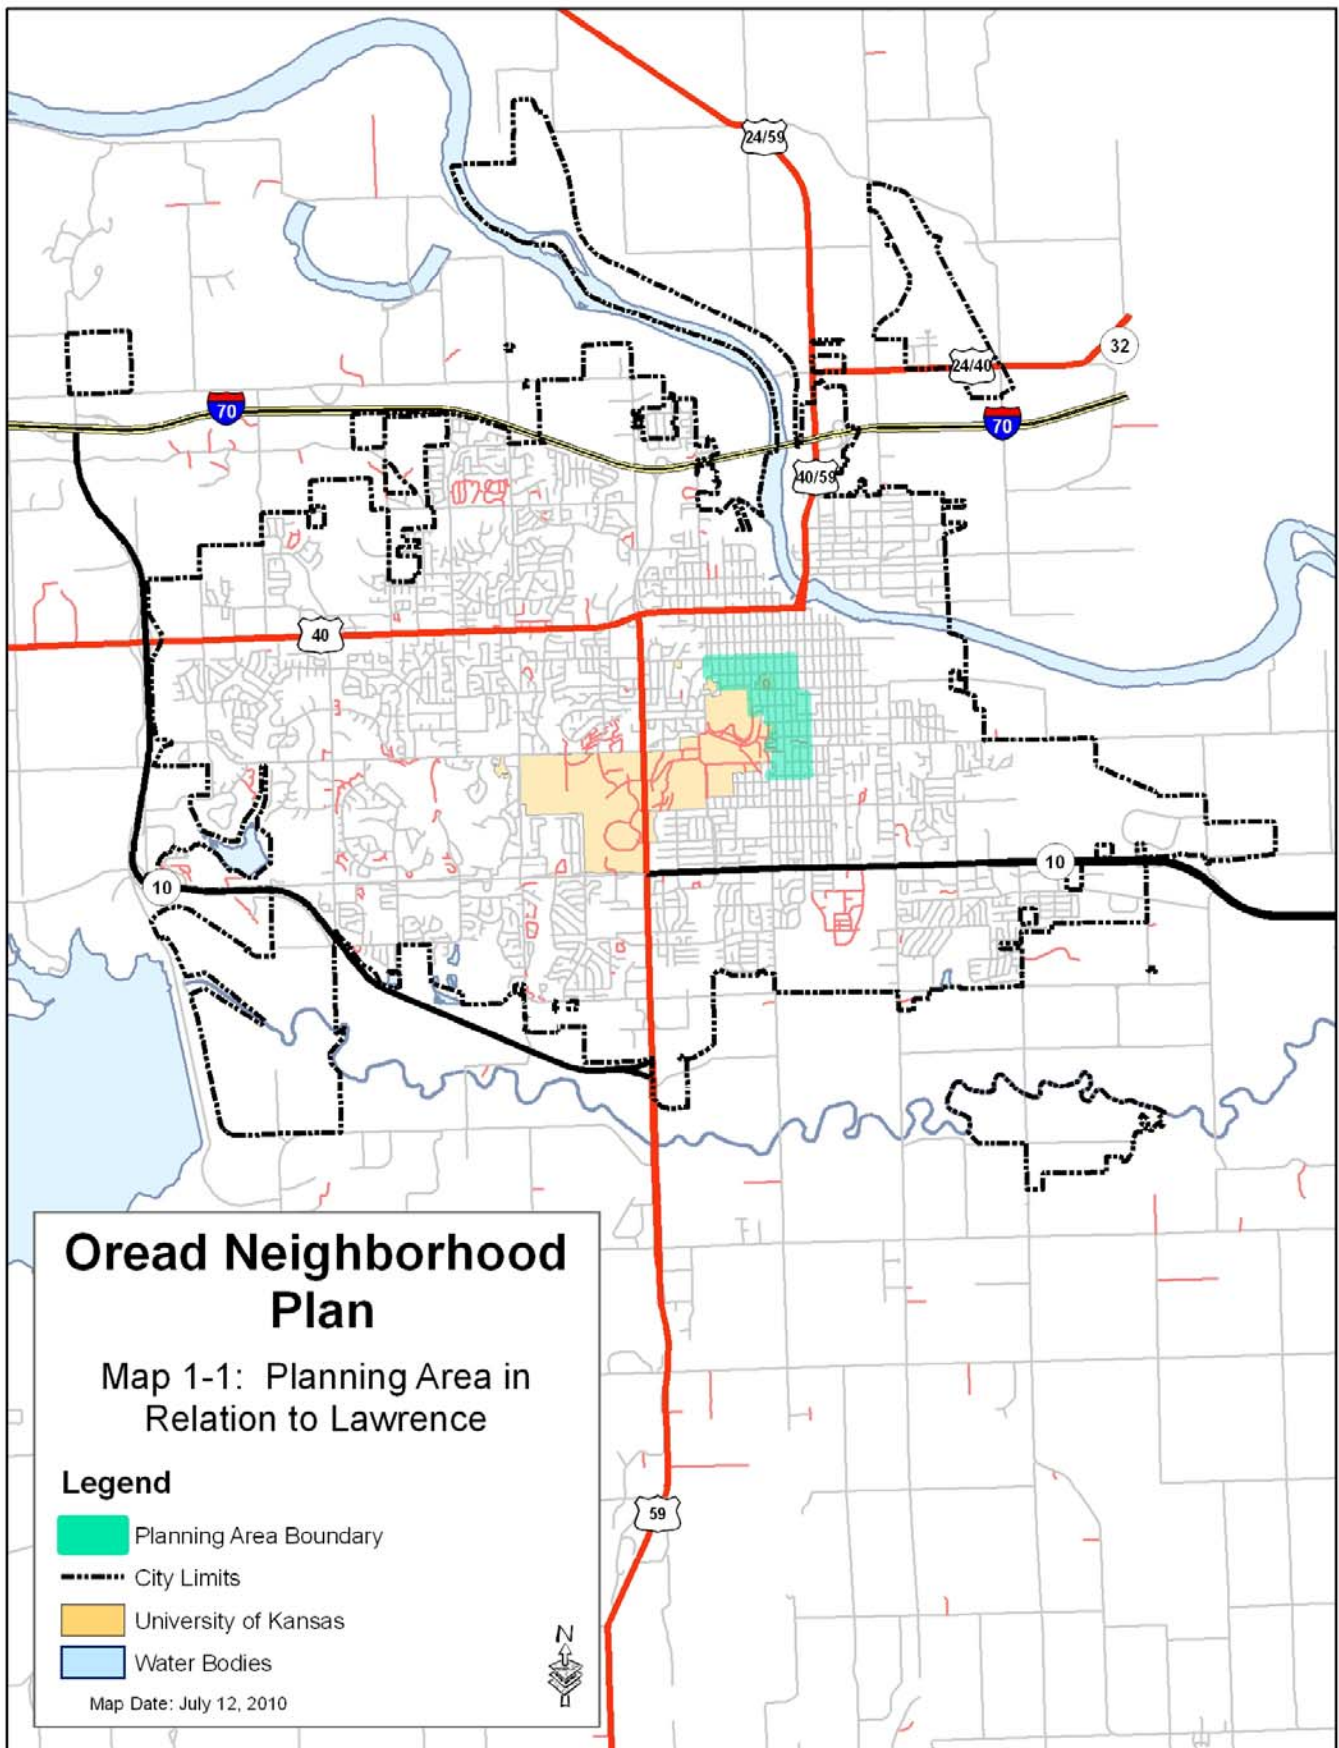 24/59
32
24/40
70
70
40/59
40
10
10
Oread Neighborhood
Plan
Map 1-1: Planning Area in
Relation to Lawrence
Legend
59
Planning Area Boundary
City Limits
University of Kansas
N
Water Bodies
Map Date: July 12, 2010